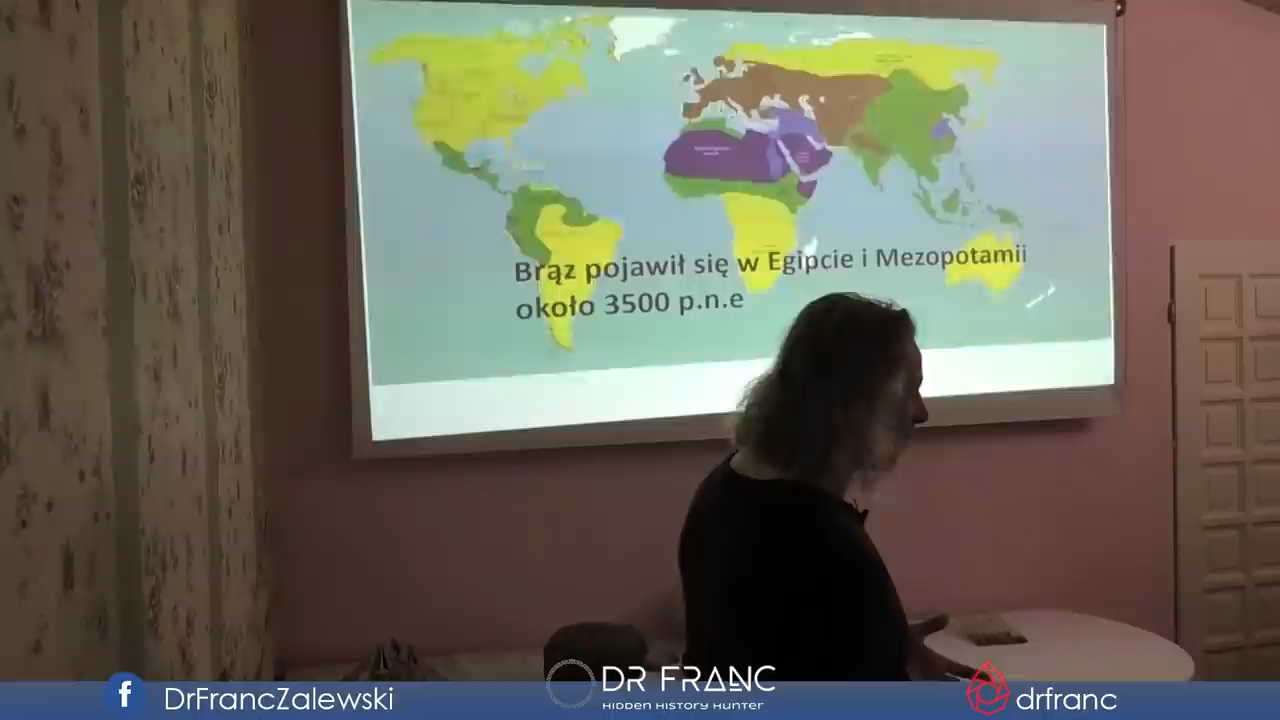 Brąz pojawił się w Egipcie i Mezopotamii
około 3500 p.n.e
f DrFrancZalewski
DR FRANC
HIDDEN HISTORY HUNTER
drfranc